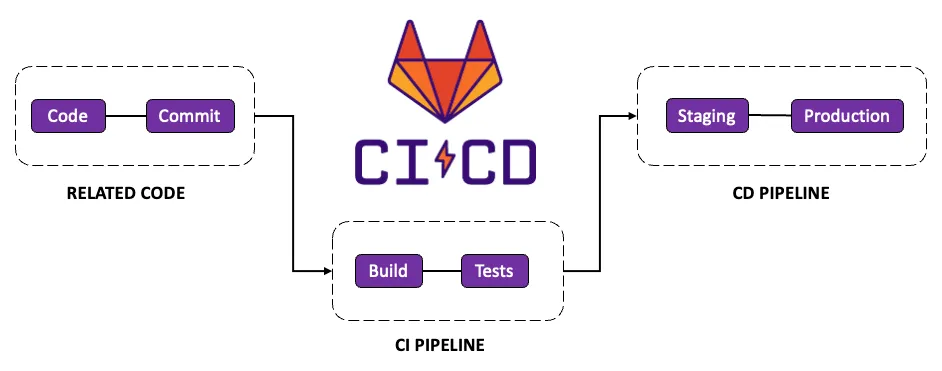 Code
Commit
RELATED CODE
CI CD
Build
Tests
CI PIPELINE
Staging
Production
CD PIPELINE